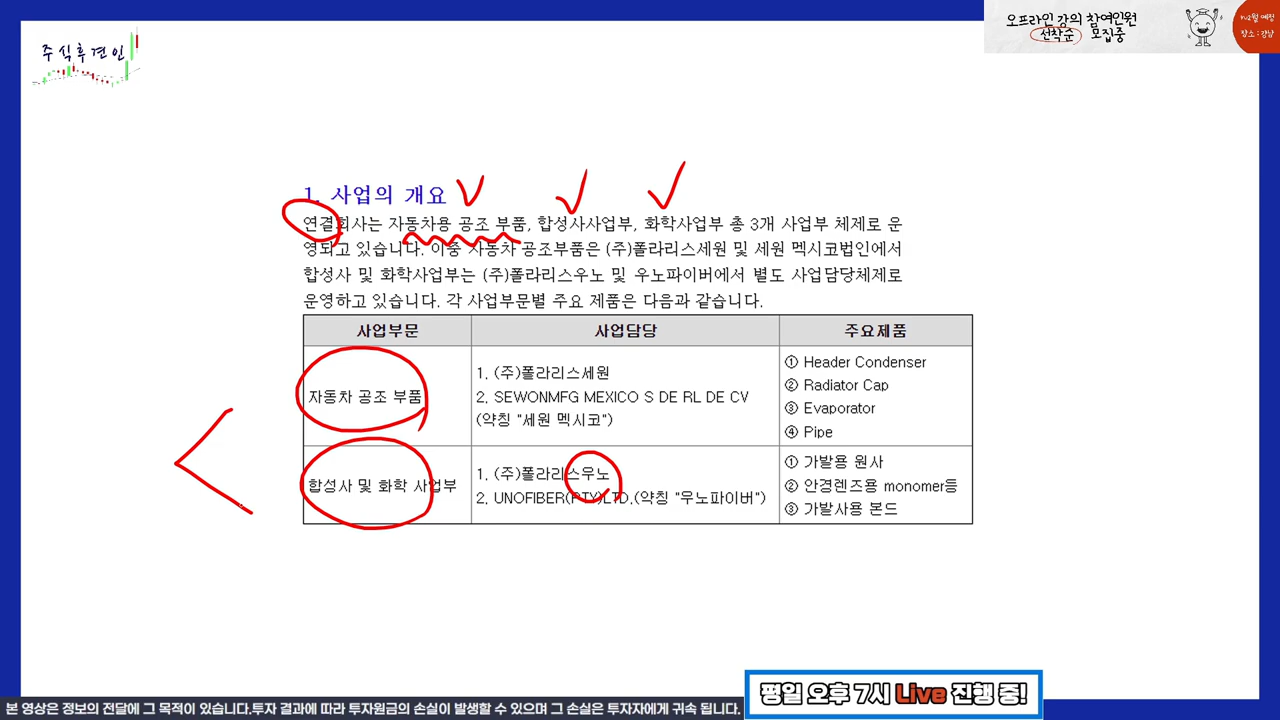 오프라인 강의 참여인원
선착순 모집중
11/2월 예정
장소 : 강남
주식후견인
1. 사업의 개요
연결회사는 자동차용 공조 부품, 합성사사업부, 화학사업부 총 3개 사업부 체제로 운
영되고 있습니다. 이중 자동차 공조부품은 (주)폴라리스세원 및 세원 멕시코법인에서
합성사 및 화학사업부는 (주)폴라리스우노 및 우노파이버에서 별도 사업담당체제로
운영하고 있습니다. 각 사업부문별 주요 제품은 다음과 같습니다.
사업부문 사업담당 주요제품
자동차 공조 부품
1. (주)폴라리스세원
2. SEWONMFG MEXICO S DE RL DE CV
(약칭 "세원 멕시코")
① Header Condenser
② Radiator Cap
③ Evaporator
④ Pipe
합성사 및 화학 사업부
1. (주)폴라리스우노
2. UNOFIBER(PTY)LTD.(약칭 "우노파이버")
① 가발용 원사
② 안경렌즈용 monomer등
③ 가발사용 본드
평일 오후 7시 Live 진행 중!
본 영상은 정보의 전달에 그 목적이 있습니다.투자 결과에 따라 투자원금의 손실이 발생할 수 있으며 그 손실은 투자자에게 귀속 됩니다.